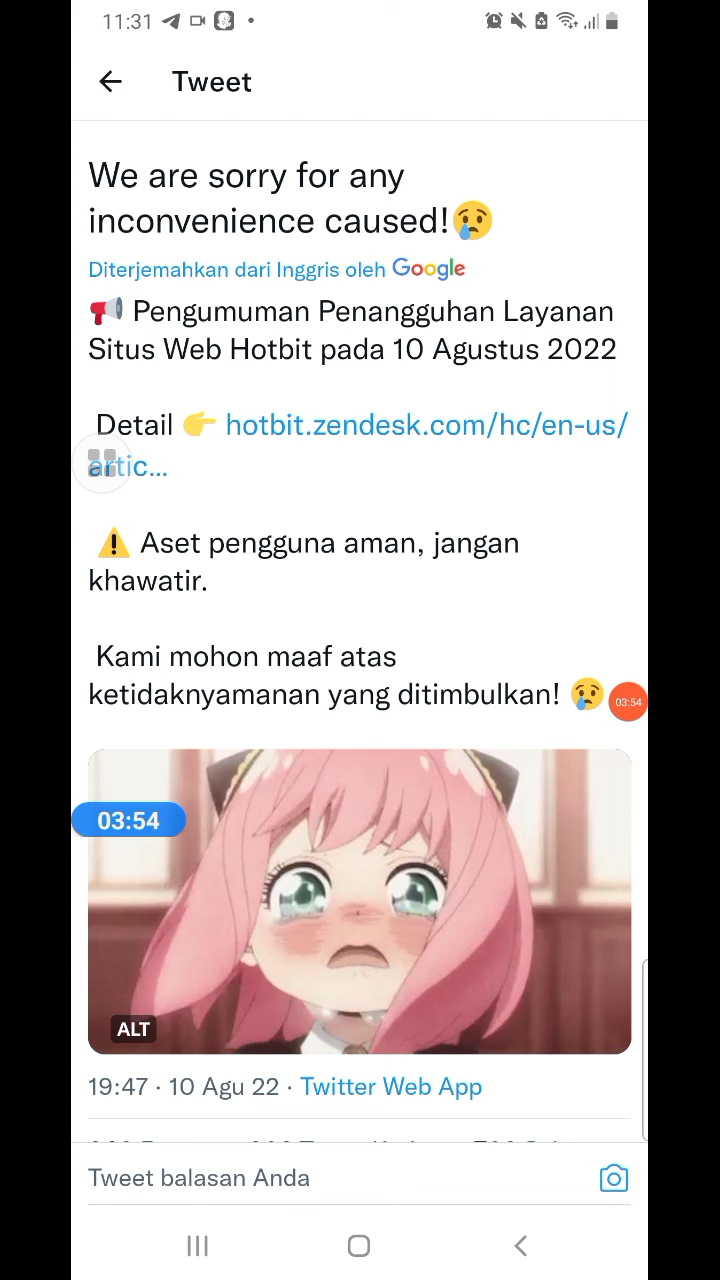 11:31
Tweet
We are sorry for any
inconvenience caused!😢
Diterjemahkan dari Inggris oleh Google
📢 Pengumuman Penangguhan Layanan
Situs Web Hotbit pada 10 Agustus 2022
Detail 👉 hotbit.zendesk.com/hc/en-us/
artic...
⚠️ Aset pengguna aman, jangan
khawatir.
Kami mohon maaf atas
ketidaknyamanan yang ditimbulkan! 😢
03:54
03:54
ALT
19:47 · 10 Agu 22 · Twitter Web App
Tweet balasan Anda